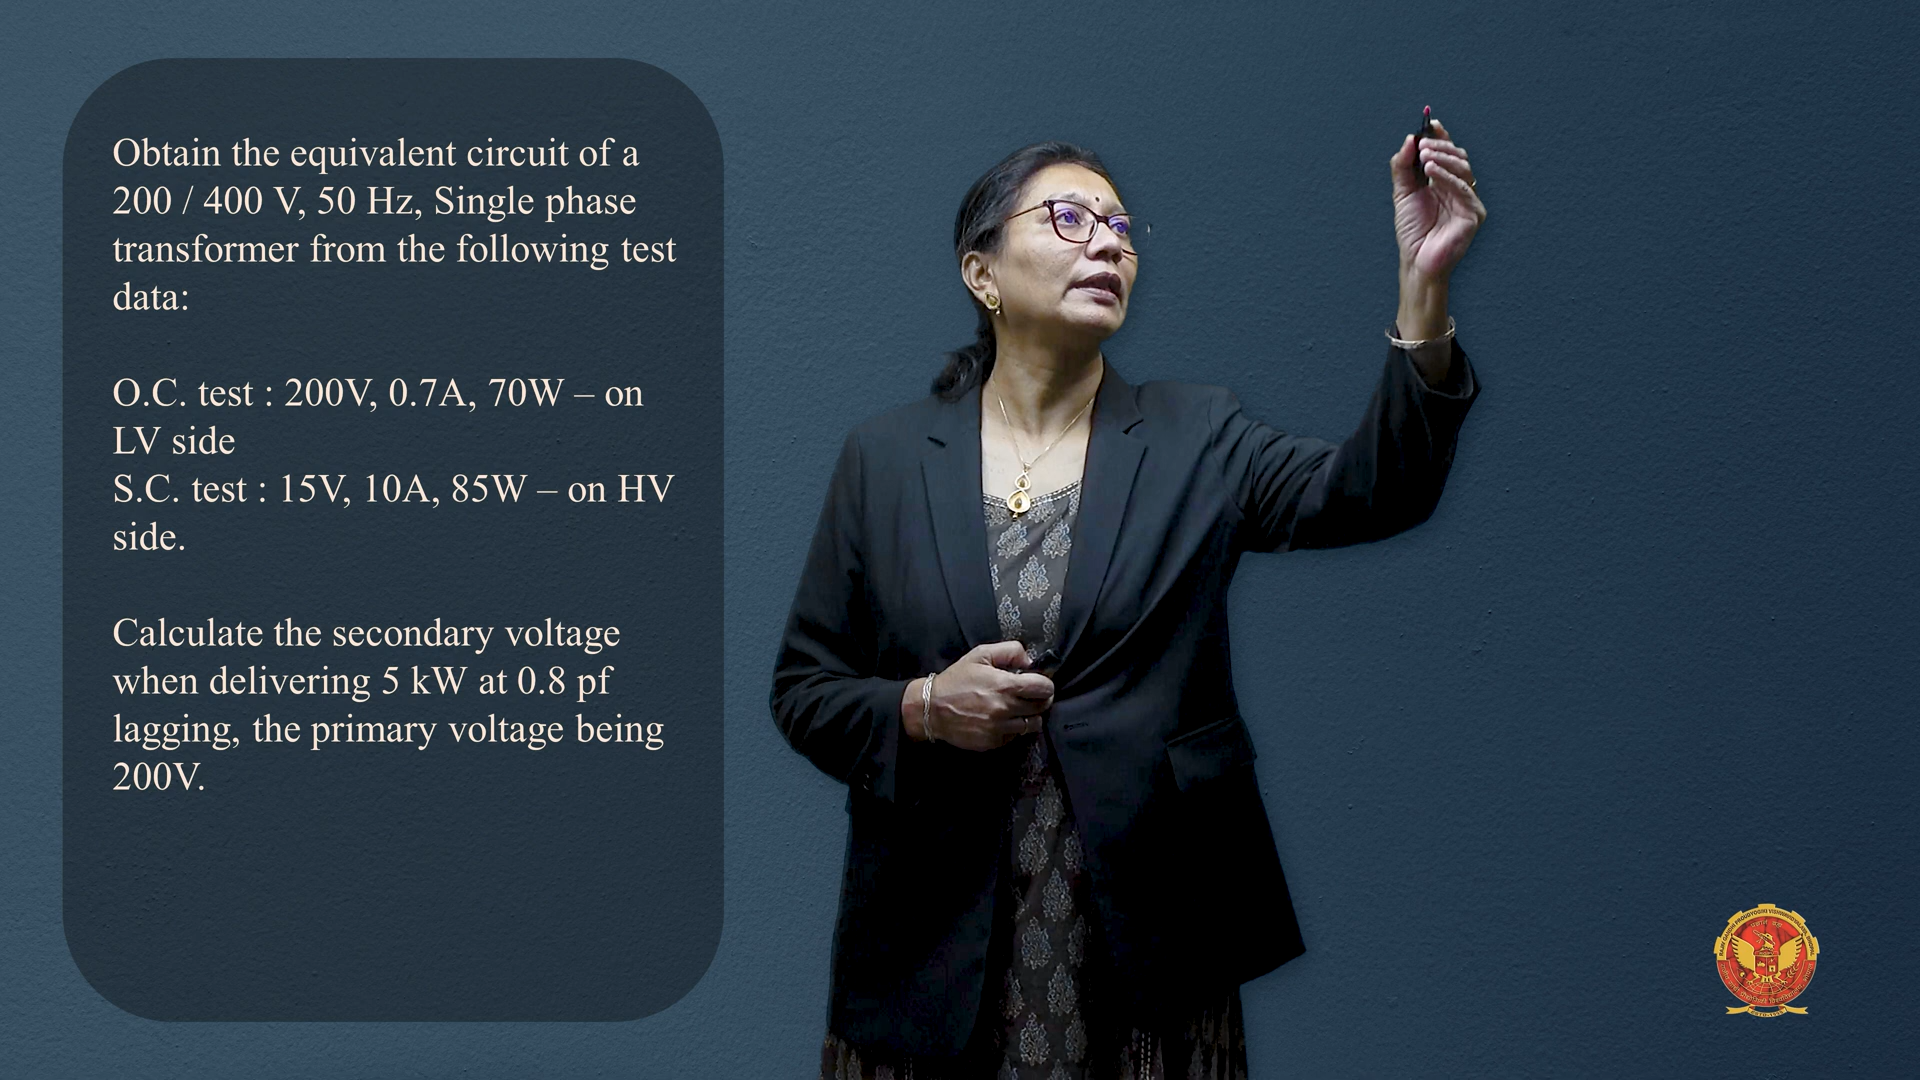 Obtain the equivalent circuit of a
200 / 400 V, 50 Hz, Single phase
transformer from the following test
data:
O.C. test : 200V, 0.7A, 70W – on
LV side
S.C. test : 15V, 10A, 85W – on HV
side.
Calculate the secondary voltage
when delivering 5 kW at 0.8 pf
lagging, the primary voltage being
200V.